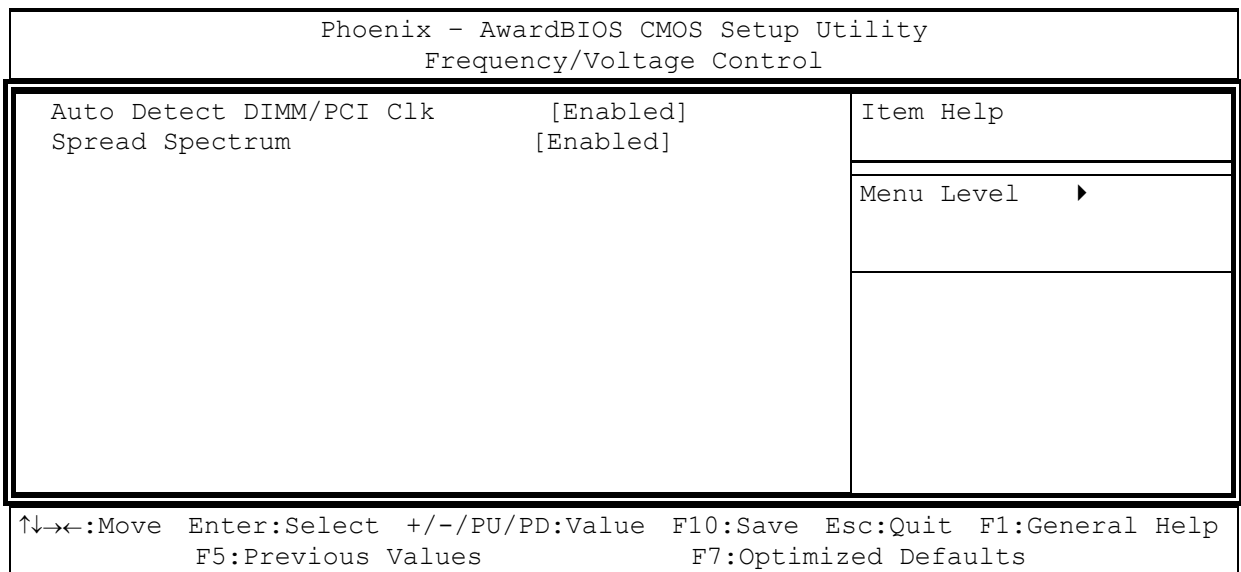 Phoenix – AwardBIOS CMOS Setup Utility
Frequency/Voltage Control
Auto Detect DIMM/PCI Clk [Enabled]
Spread Spectrum [Enabled]
Item Help
Menu Level ▶
↑↓→←:Move Enter:Select +/-/PU/PD:Value F10:Save Esc:Quit F1:General Help
F5:Previous Values F7:Optimized Defaults